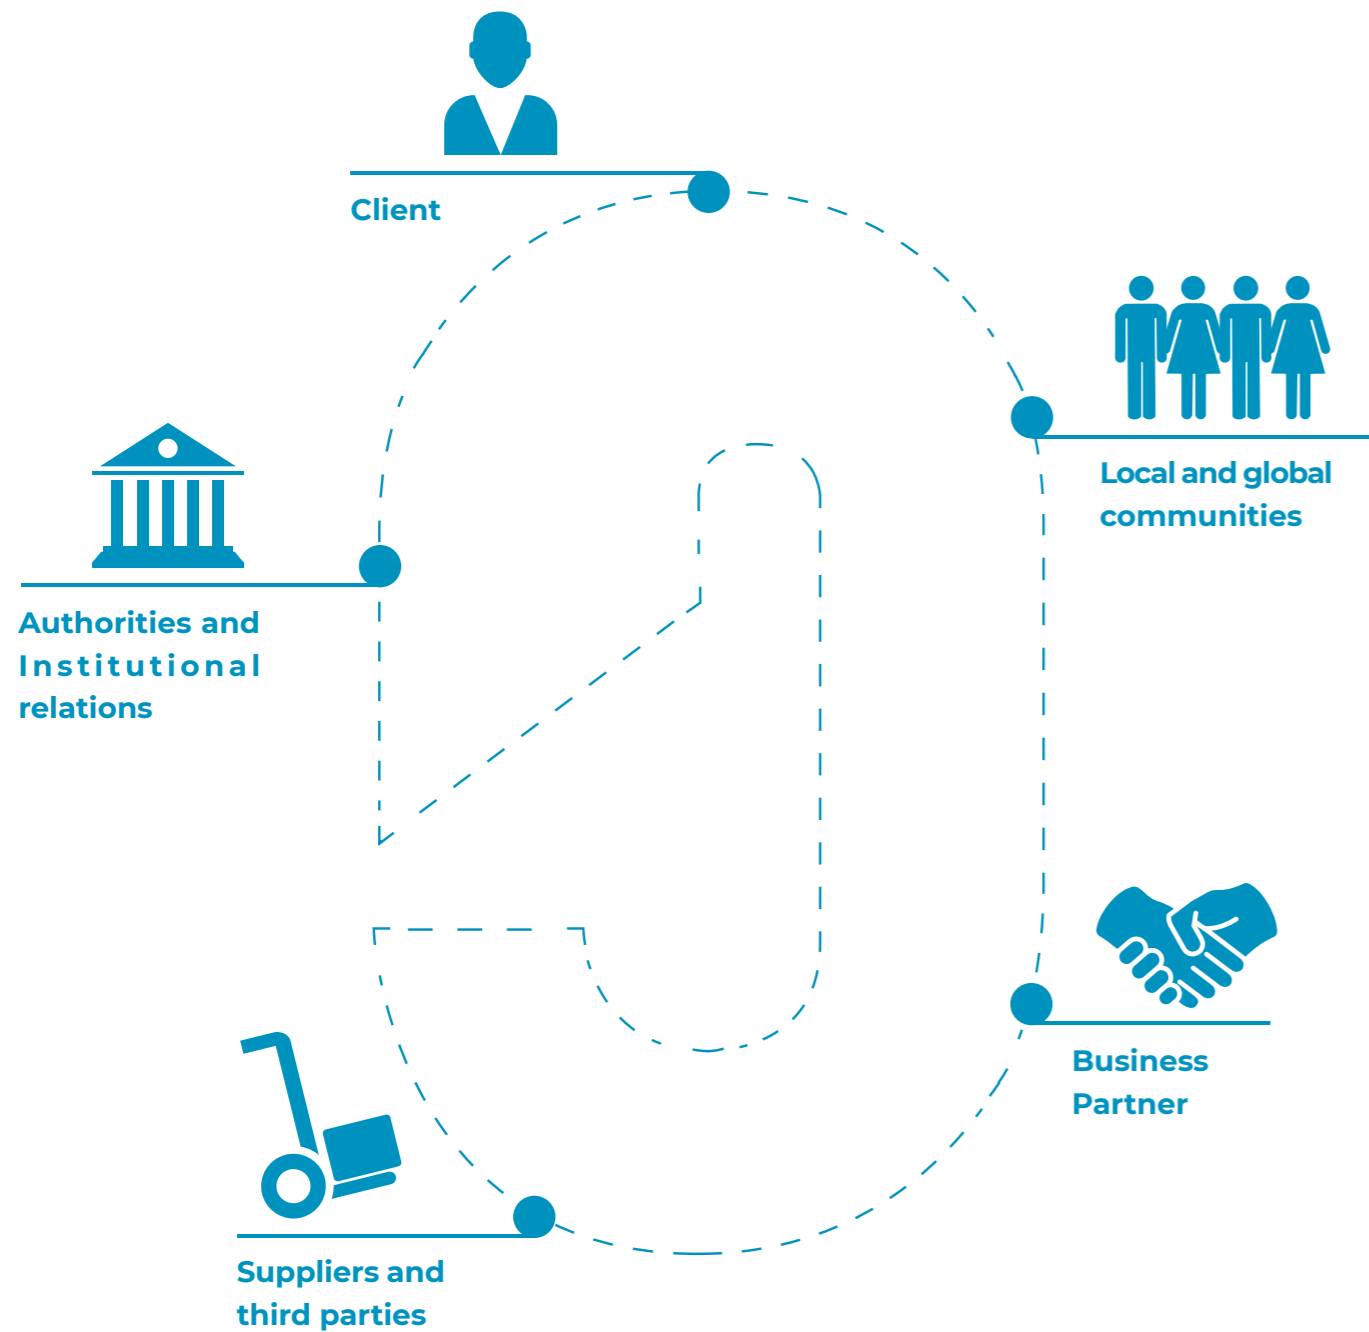 Client
Local and global
communities
Authorities and
Institutional
relations
Business
Partner
Suppliers and
third parties